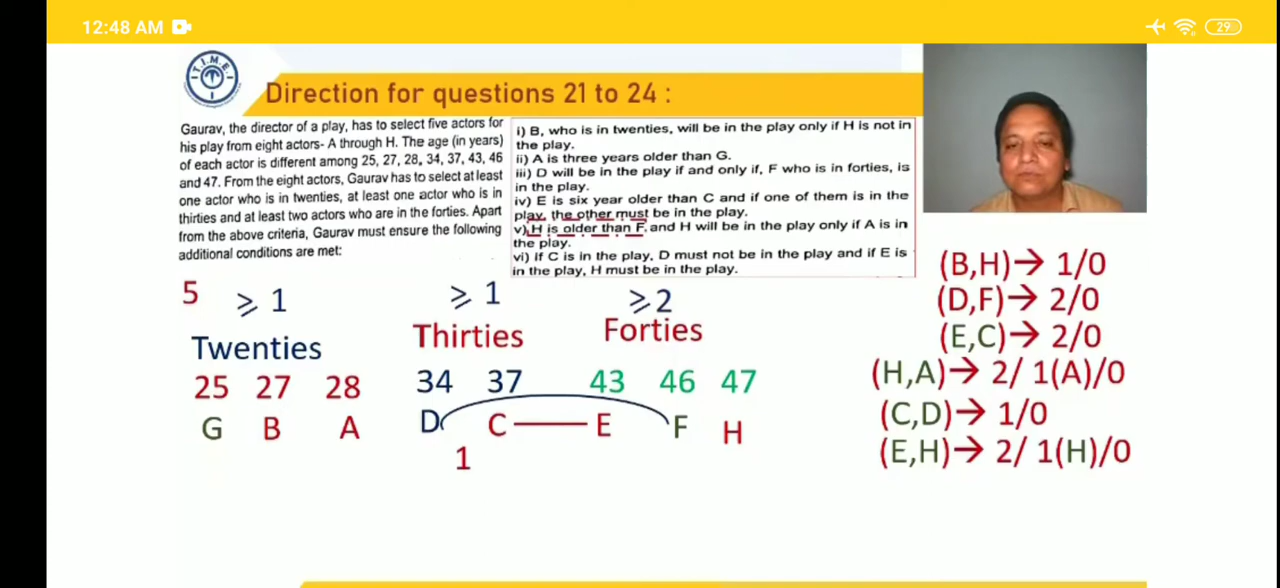 12:48 AM
29
T.I.M.E.
Direction for questions 21 to 24 :
Gaurav, the director of a play, has to select five actors for
his play from eight actors- A through H. The age (in years)
of each actor is different among 25, 27, 28, 34, 37, 43, 46
and 47. From the eight actors, Gaurav has to select at least
one actor who is in twenties, at least one actor who is in
thirties and at least two actors who are in the forties. Apart
from the above criteria, Gaurav must ensure the following
additional conditions are met:
i) B, who is in twenties, will be in the play only if H is not in
the play.
ii) A is three years older than G.
iii) D will be in the play if and only if, F who is in forties, is
in the play.
iv) E is six year older than C and if one of them is in the
play, the other must be in the play.
v) H is older than F, and H will be in the play only if A is in
the play.
vi) If C is in the play, D must not be in the play and if E is
in the play, H must be in the play.
5 ⩾ 1 ⩾ 1 ⩾2
Twenties Thirties Forties
25 27 28 34 37 43 46 47
G B A D C E F H
1
(B,H)→ 1/0
(D,F)→ 2/0
(E,C)→ 2/0
(H,A)→ 2/ 1(A)/0
(C,D)→ 1/0
(E,H)→ 2/ 1(H)/0